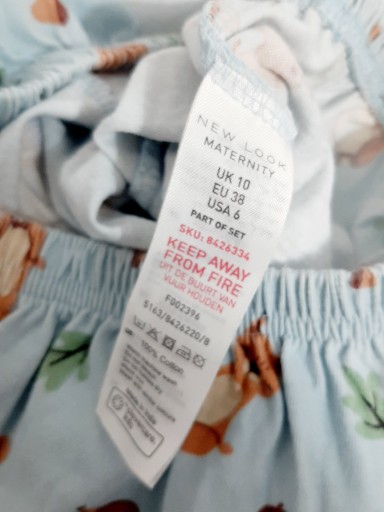 NEW LOOK
MATERNITY
UK 10
EU 38
USA 6
PART OF SET
SKU: 8426334
KEEP AWAY
FROM FIRE
UIT DE BUURT VAN
VUUR HOUDEN
F002396
5163/8426220/8
100% Cotton